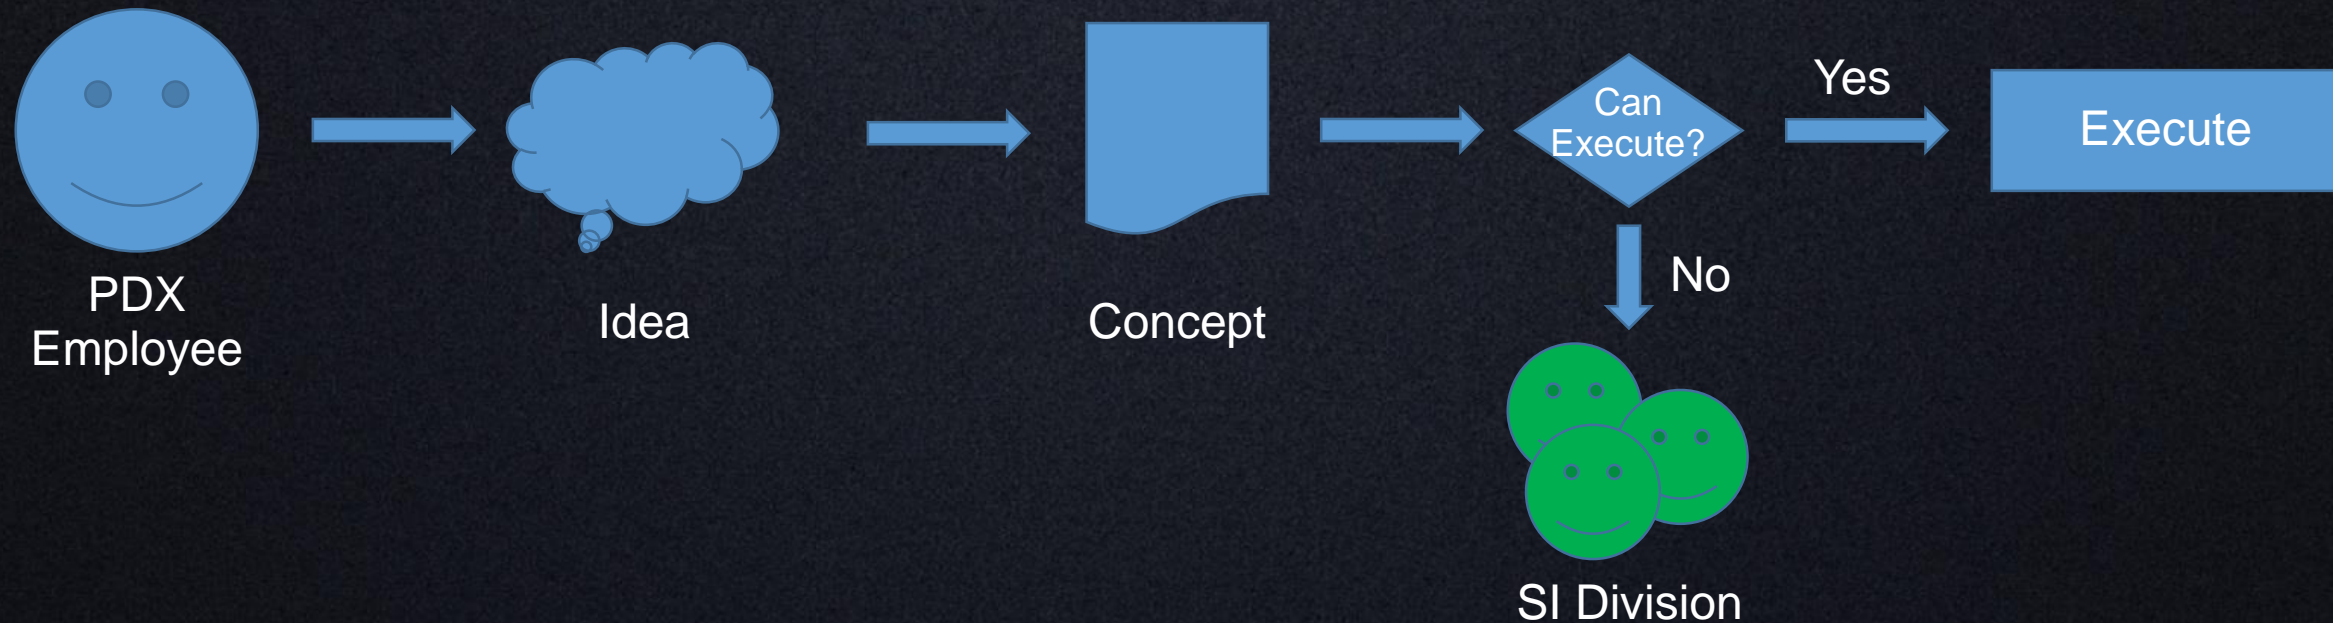 PDX
Employee
Idea
Concept
Can
Execute?
Yes
Execute
No
SI Division